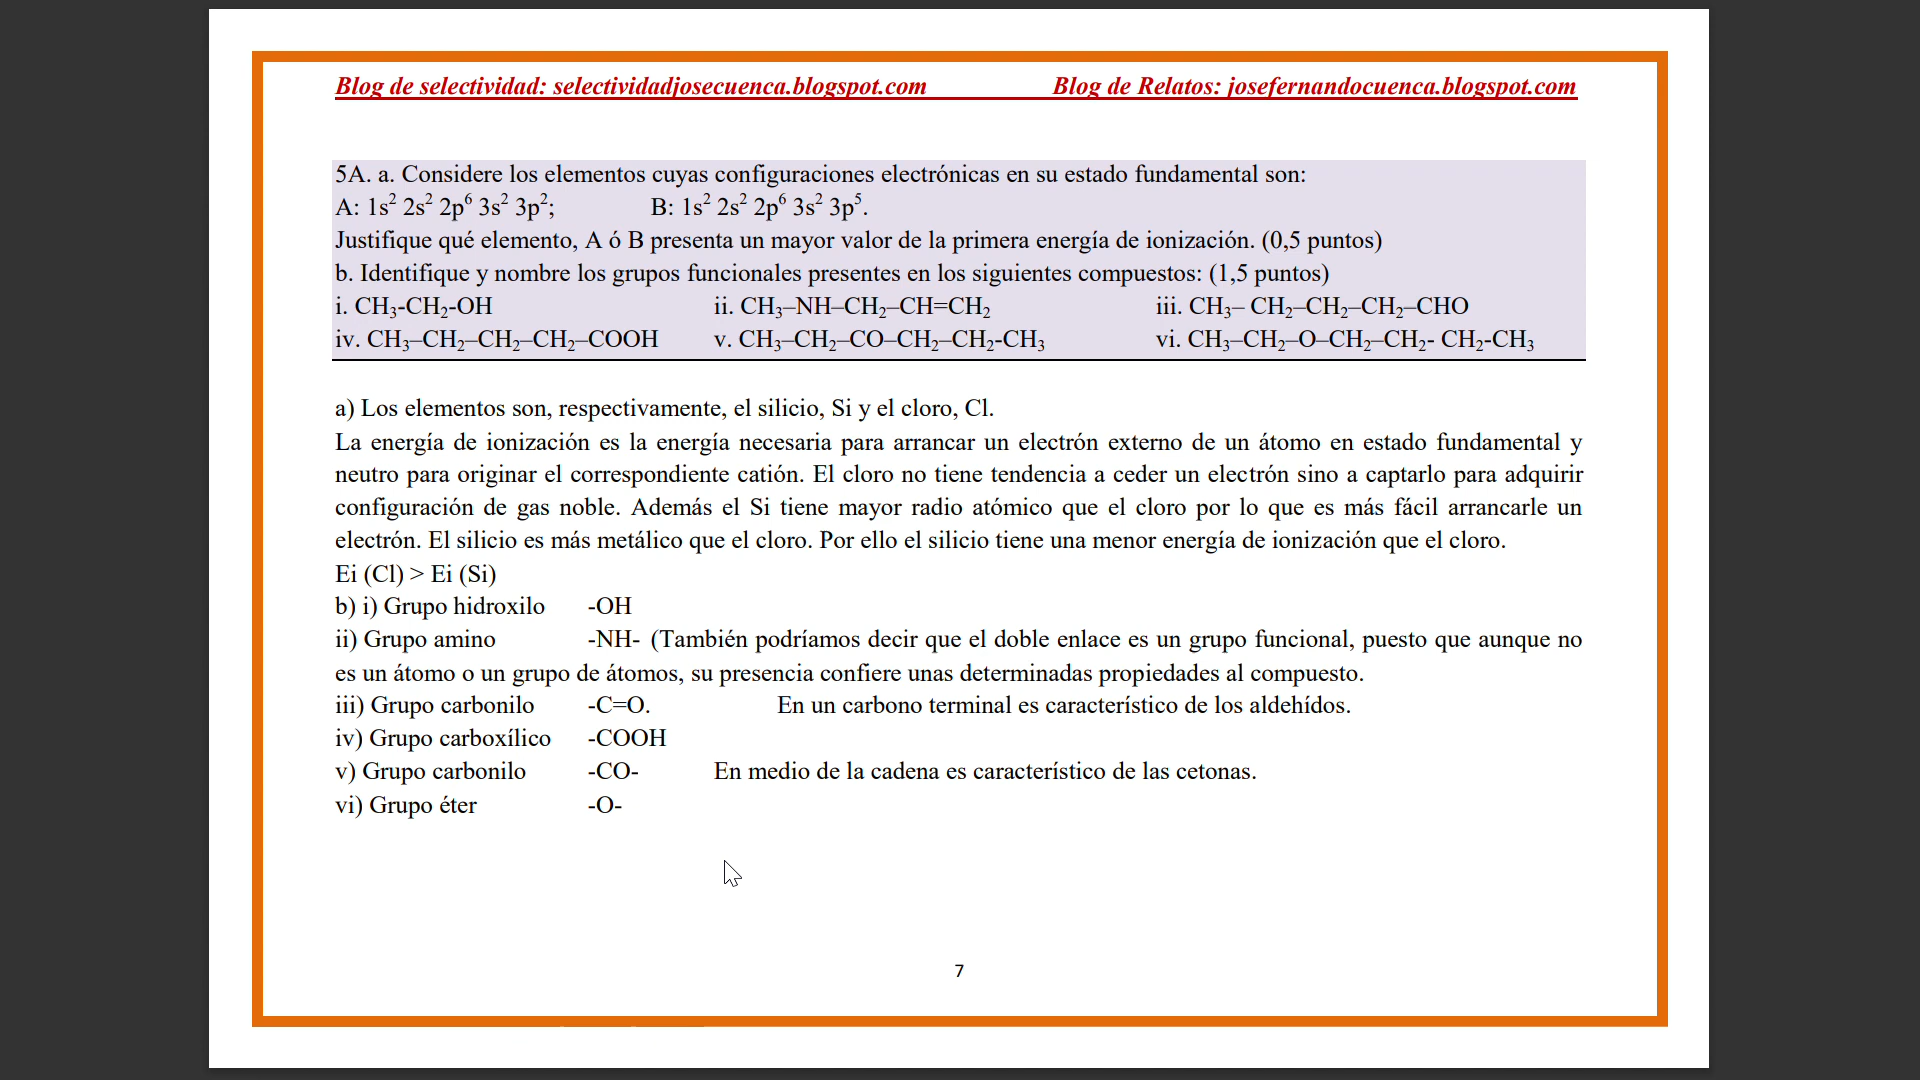 Blog de selectividad: selectividadjosecuenca.blogspot.com Blog de Relatos: josefernandocuenca.blogspot.com
5A. a. Considere los elementos cuyas configuraciones electrónicas en su estado fundamental son:
A: 1s² 2s² 2p⁶ 3s² 3p²; B: 1s² 2s² 2p⁶ 3s² 3p⁵.
Justifique qué elemento, A ó B presenta un mayor valor de la primera energía de ionización. (0,5 puntos)
b. Identifique y nombre los grupos funcionales presentes en los siguientes compuestos: (1,5 puntos)
i. CH₃-CH₂-OH ii. CH₃–NH–CH₂–CH=CH₂ iii. CH₃– CH₂–CH₂–CH₂–CHO
iv. CH₃–CH₂–CH₂–CH₂–COOH v. CH₃–CH₂–CO–CH₂–CH₂-CH₃ vi. CH₃–CH₂–O–CH₂–CH₂- CH₂-CH₃
a) Los elementos son, respectivamente, el silicio, Si y el cloro, Cl.
La energía de ionización es la energía necesaria para arrancar un electrón externo de un átomo en estado fundamental y
neutro para originar el correspondiente catión. El cloro no tiene tendencia a ceder un electrón sino a captarlo para adquirir
configuración de gas noble. Además el Si tiene mayor radio atómico que el cloro por lo que es más fácil arrancarle un
electrón. El silicio es más metálico que el cloro. Por ello el silicio tiene una menor energía de ionización que el cloro.
Ei (Cl) > Ei (Si)
b) i) Grupo hidroxilo -OH
ii) Grupo amino -NH- (También podríamos decir que el doble enlace es un grupo funcional, puesto que aunque no
es un átomo o un grupo de átomos, su presencia confiere unas determinadas propiedades al compuesto.
iii) Grupo carbonilo -C=O. En un carbono terminal es característico de los aldehídos.
iv) Grupo carboxílico -COOH
v) Grupo carbonilo -CO- En medio de la cadena es característico de las cetonas.
vi) Grupo éter -O-
7